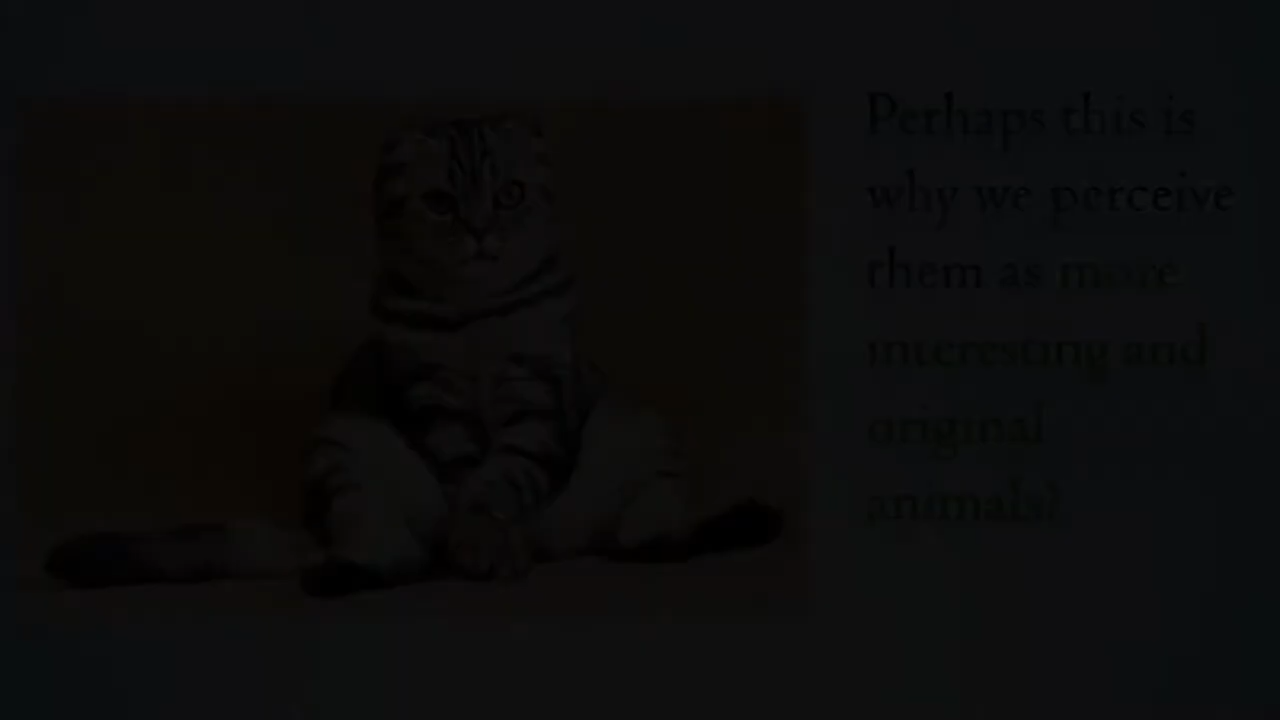 Perhaps this is
why we perceive
them as more
interesting and
original
animals?